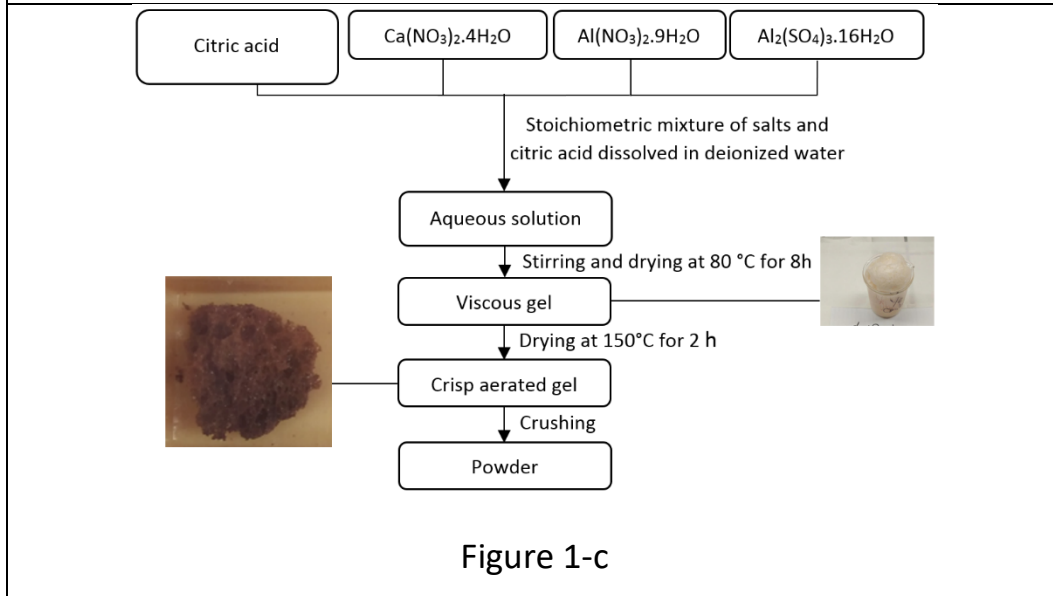 Citric acid
Ca(NO₃)₂.4H₂O
Al(NO₃)₂.9H₂O
Al₂(SO₄)₃.16H₂O
Stoichiometric mixture of salts and
citric acid dissolved in deionized water
Aqueous solution
Stirring and drying at 80 °C for 8h
Viscous gel
Drying at 150°C for 2 h
Crisp aerated gel
Crushing
Powder
Figure 1-c